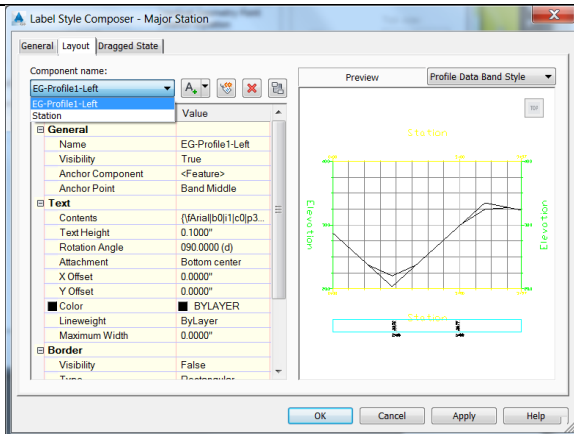 Label Style Composer - Major Station
General Layout Dragged State
Component name:
EG-Profile1-Left
EG-Profile1-Left
Station
Value
General
Name EG-Profile1-Left
Visibility True
Anchor Component <Feature>
Anchor Point Band Middle
Text
Contents {\fArial|b0|i1|c0|p3...
Text Height 0.1000"
Rotation Angle 090.0000 (d)
Attachment Bottom center
X Offset 0.0000"
Y Offset 0.0000"
Color BYLAYER
Lineweight ByLayer
Maximum Width 0.0000"
Border
Visibility False
Type Rectangular
Preview Profile Data Band Style
Station
Elevation
Elevation
Station
OK Cancel Apply Help